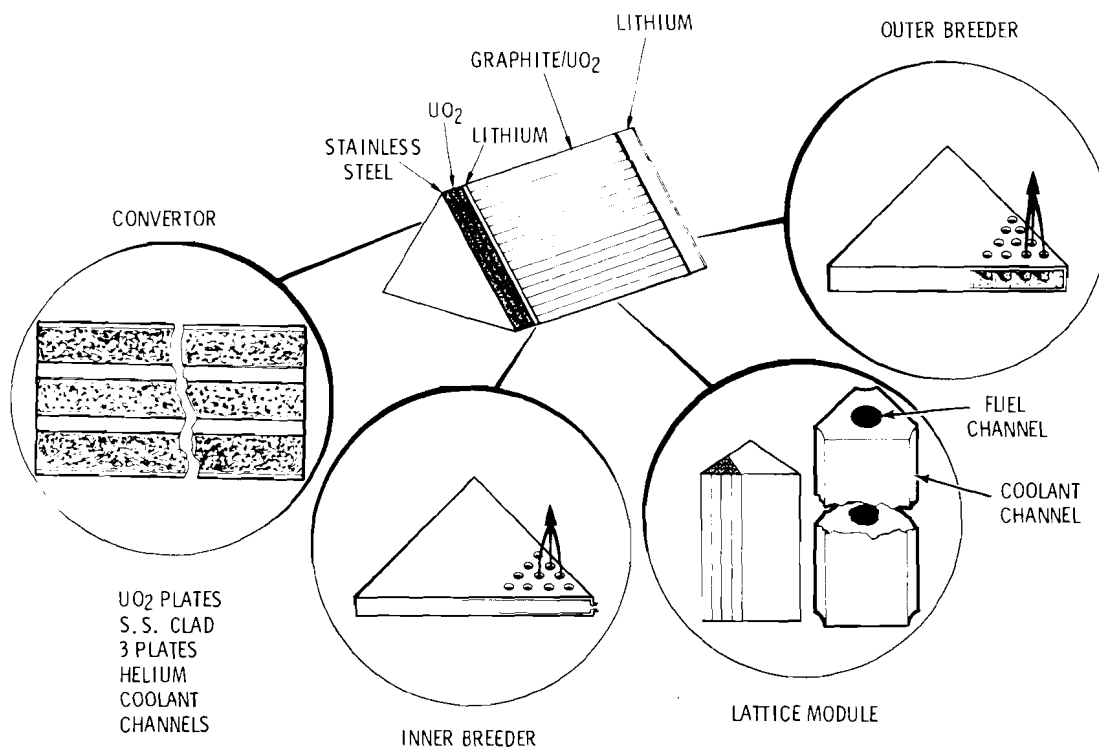 LITHIUM
GRAPHITE/UO2
UO2
LITHIUM
STAINLESS
STEEL
OUTER BREEDER
CONVERTOR
FLIEL
CHANNEL
COOLANT
CHANNEL
UO2 PLATES
S.S. CLAD
3 PLATES
HELIUM
COOLANT
CHANNELS
INNER BREEDER
LATTICE MODULE